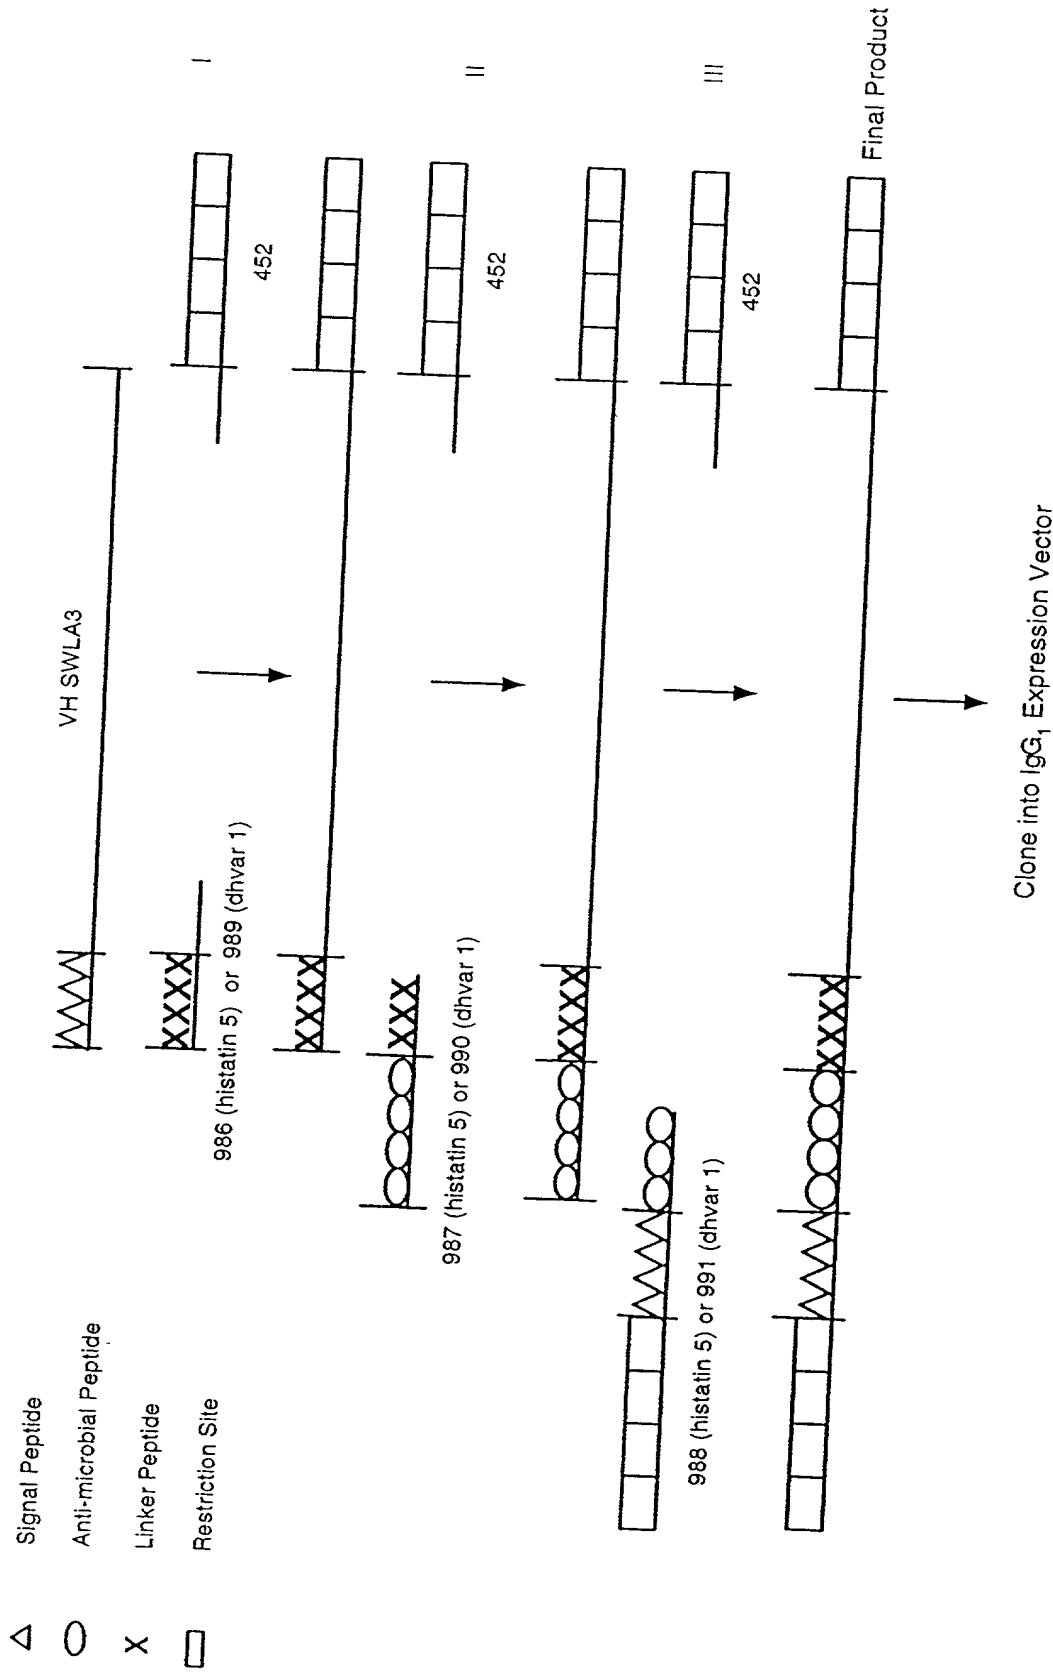 △ Signal Peptide
○ Anti-microbial Peptide
X Linker Peptide
▭ Restriction Site
VH SWLA3
986 (histatin 5) or 989 (dhvar 1)
452
I
987 (histatin 5) or 990 (dhvar 1)
452
II
988 (histatin 5) or 991 (dhvar 1)
452
III
Final Product
Clone into IgG₁ Expression Vector